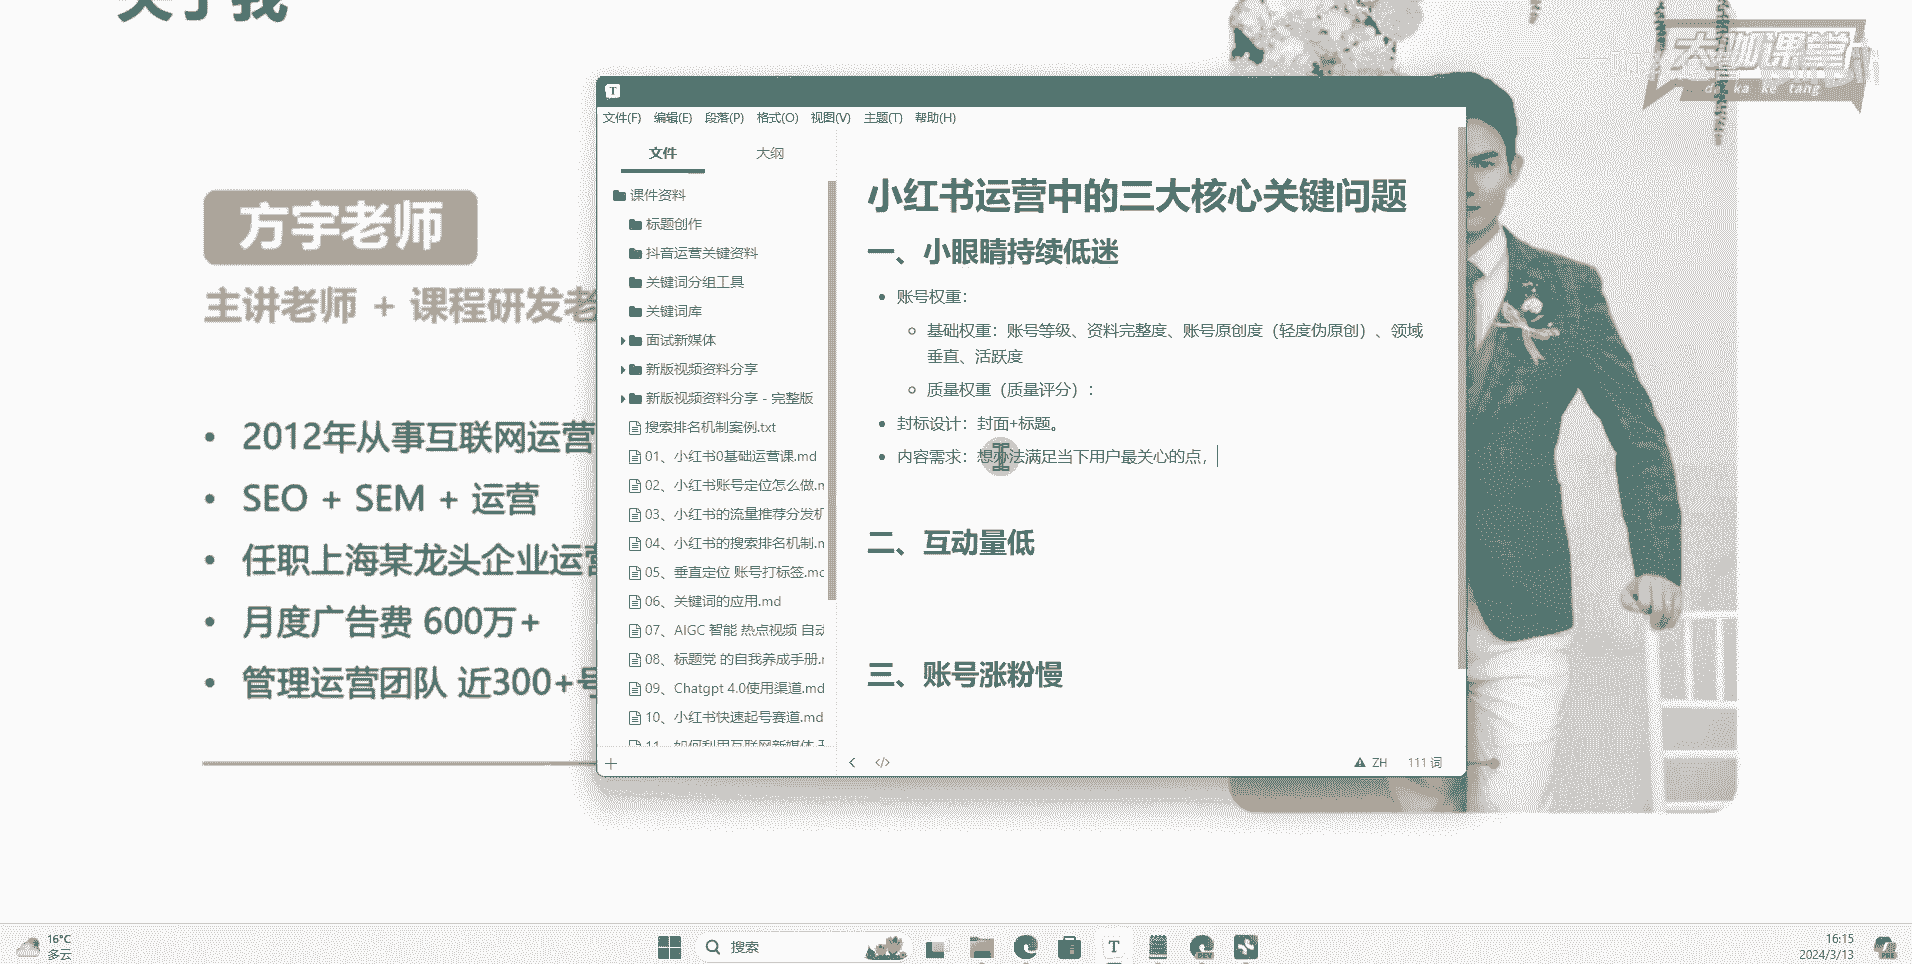 关于我
大咖课堂
da ka ke tang
方宇老师
主讲老师 + 课程研发老
2012年从事互联网运营
SEO + SEM + 运营
任职上海某龙头企业运营
月度广告费 600万+
管理运营团队 近300+号
T
文件(F) 编辑(E) 段落(P) 格式(O) 视图(V) 主题(T) 帮助(H)
文件 大纲
课件资料
标题创作
抖音运营关键资料
关键词分组工具
关键词库
面试新媒体
新版视频资料分享
新版视频资料分享 - 完整版
搜索排名机制案例.txt
01、小红书0基础运营课.md
02、小红书账号定位怎么做.m
03、小红书的流量推荐分发机
04、小红书的搜索排名机制.m
05、垂直定位 账号打标签.mc
06、关键词的应用.md
07、AIGC 智能 热点视频 自动
08、标题党 的自我养成手册.m
09、Chatgpt 4.0使用渠道.md
10、小红书快速起号赛道.md
11、如何利用互联网新媒体
小红书运营中的三大核心关键问题
一、小眼睛持续低迷
账号权重：
基础权重：账号等级、资料完整度、账号原创度（轻度伪原创）、领域
垂直、活跃度
质量权重（质量评分）：
封标设计：封面+标题。
内容需求：想办法满足当下用户最关心的点，
二、互动量低
三、账号涨粉慢
</> ZH 111 词
16°C
多云
搜索
T
DEV
16:15
2024/3/13
PRE